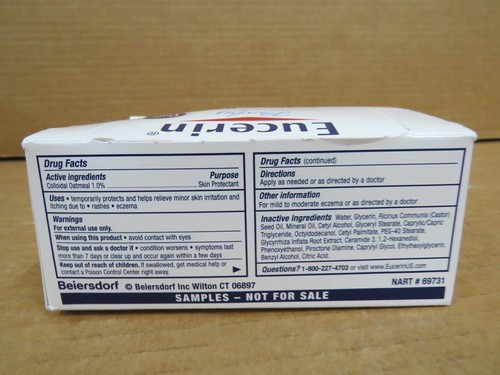 Eucerin®
Drug Facts
Active ingredients Purpose
Colloidal Oatmeal 1.0% Skin Protectant
Uses • temporarily protects and helps relieve minor skin irritation and
itching due to • rashes • eczema
Warnings
For external use only.
When using this product • avoid contact with eyes
Stop use and ask a doctor if • condition worsens • symptoms last
more than 7 days or clear up and occur again within a few days
Keep out of reach of children. If swallowed, get medical help or
contact a Poison Control Center right away.
Drug Facts (continued)
Directions
Apply as needed or as directed by a doctor
Other information
For mild to moderate eczema or as directed by a doctor
Inactive Ingredients Water, Glycerin, Ricinus Communis (Castor)
Seed Oil, Mineral Oil, Cetyl Alcohol, Glyceryl Stearate, Caprylic/Capric
Triglyceride, Octyldodecanol, Cetyl Palmitate, PEG-40 Stearate,
Glycyrrhiza Inflata Root Extract, Ceramide 3, 1,2-Hexanediol,
Phenoxyethanol, Piroctone Olamine, Caprylyl Glycol, Ethylhexylglycerin,
Benzyl Alcohol, Citric Acid.
Questions? 1-800-227-4703 or visit www.EucerinUS.com
Beiersdorf © Beiersdorf Inc Wilton CT 06897
NART # 69731
SAMPLES – NOT FOR SALE